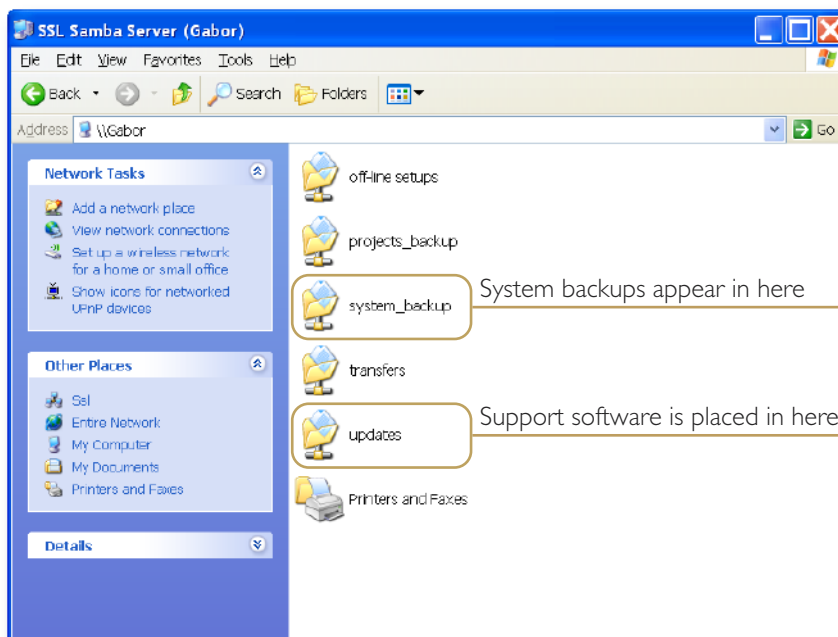 SSL Samba Server (Gabor)
File Edit View Favorites Tools Help
Back Search Folders
Address \\Gabor Go
Network Tasks
Add a network place
View network connections
Set up a wireless network
for a home or small office
Show icons for networked
UPnP devices
Other Places
Ssl
Entire Network
My Computer
My Documents
Printers and Faxes
Details
off-line setups
projects_backup
system_backup
System backups appear in here
transfers
updates
Support software is placed in here
Printers and Faxes